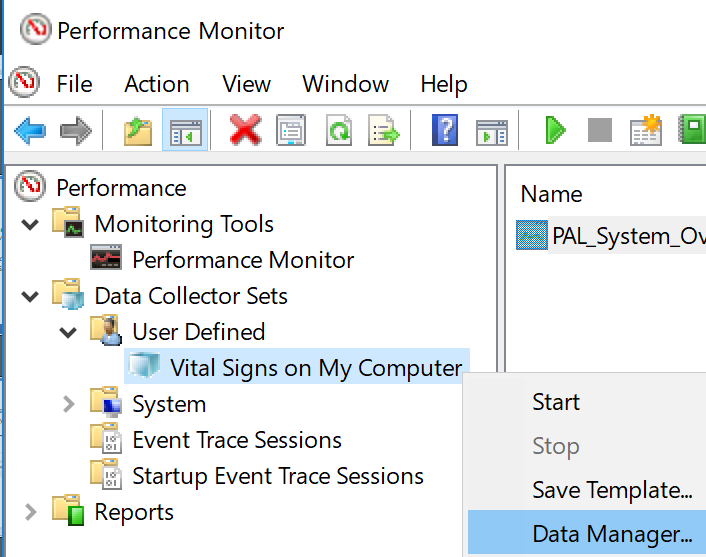 Performance Monitor
File Action View Window Help
Performance
Monitoring Tools
Performance Monitor
Data Collector Sets
User Defined
Vital Signs on My Computer
System
Event Trace Sessions
Startup Event Trace Sessions
Reports
Name
PAL_System_Ov
Start
Stop
Save Template...
Data Manager...